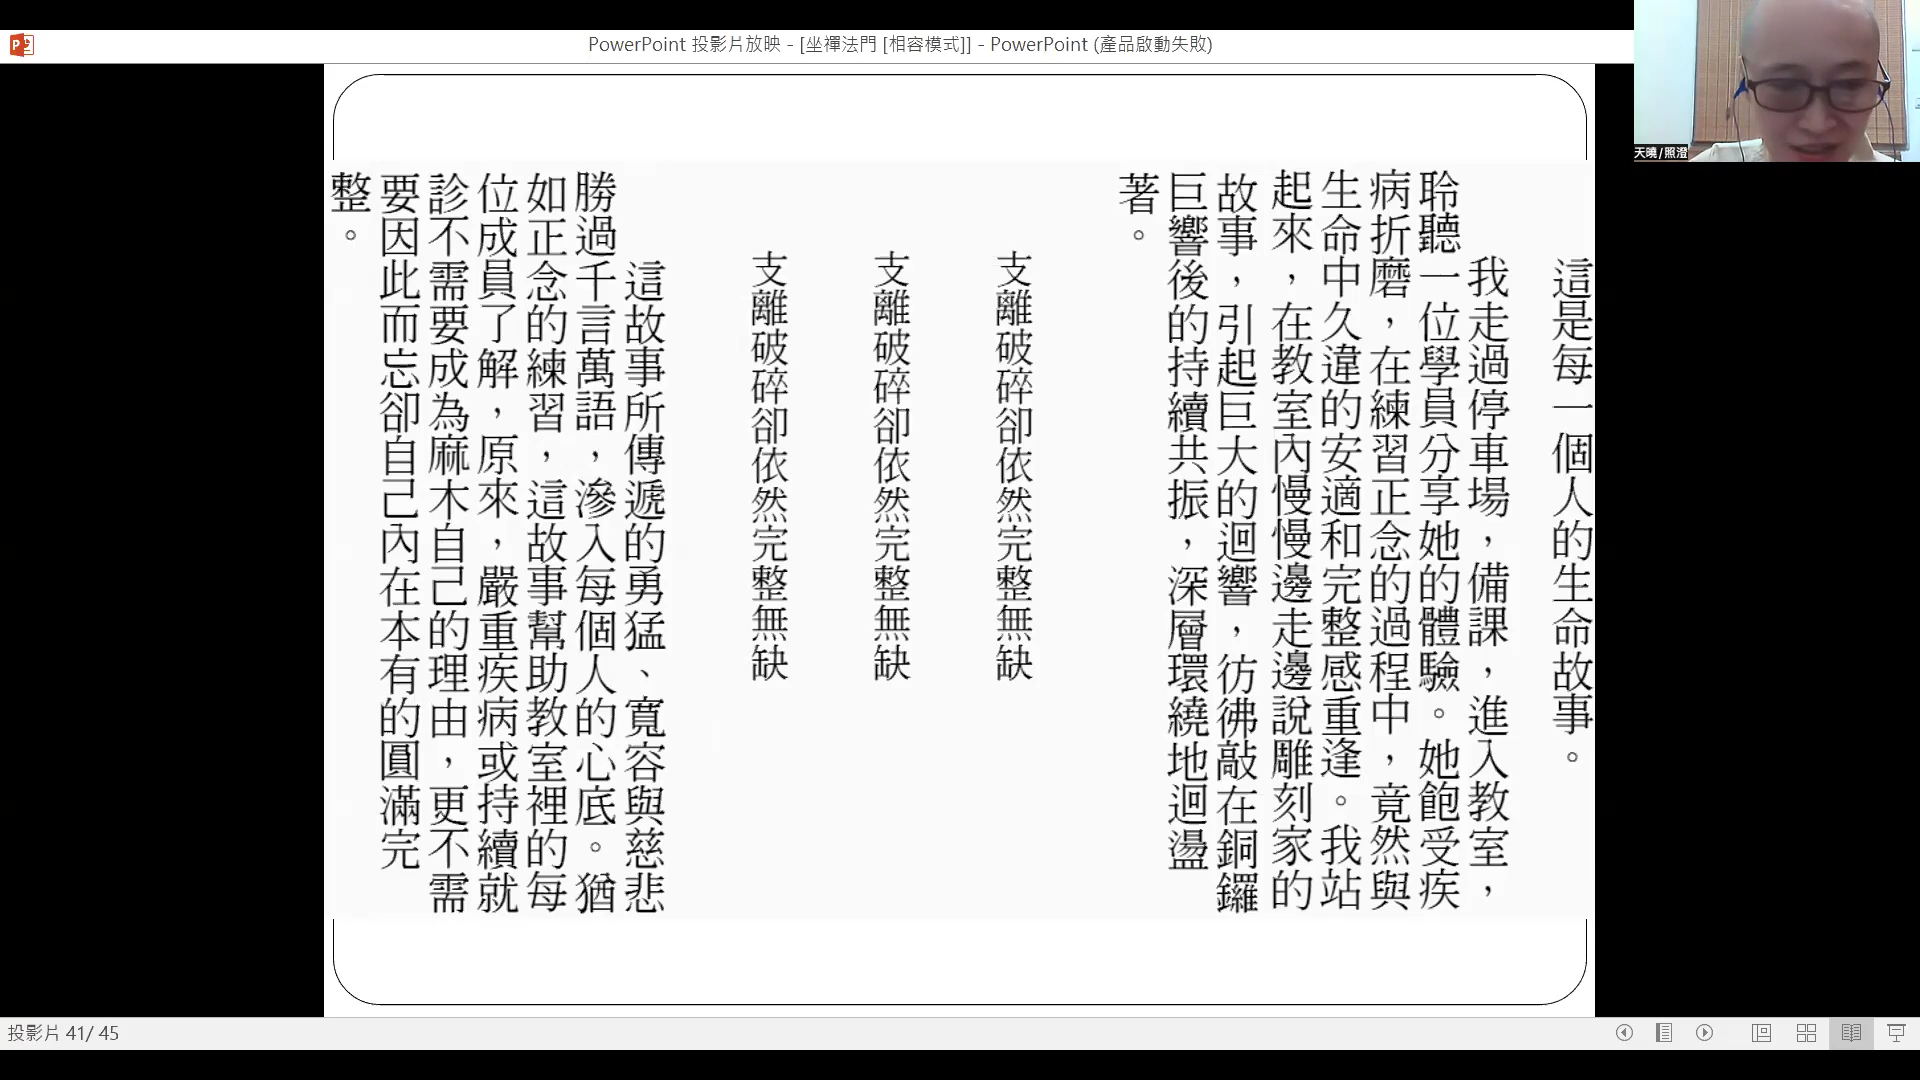 PowerPoint 投影片放映 - [坐禪法門 [相容模式]] - PowerPoint (產品啟動失敗)
天曉/照澄
這是每一個人的生命故事。
我走過停車場，備課，進入教室，
聆聽一位學員分享她的體驗。她飽受疾
病折磨，在練習正念的過程中，竟然與
生命中久違的安適和完整感重逢。我站
起來，在教室內慢慢邊走邊說雕刻家的
故事，引起巨大的迴響，彷彿敲在銅鑼
巨響後的持續共振，深層環繞地迴盪
著。
支離破碎卻依然完整無缺
支離破碎卻依然完整無缺
支離破碎卻依然完整無缺
這故事所傳遞的勇猛、寬容與慈悲
勝過千言萬語，滲入每個人的心底。猶
如正念的練習，這故事幫助教室裡的每
位成員了解，原來，嚴重疾病或持續就
診不需要成為麻木自己的理由，更不需
要因此而忘卻自己內在本有的圓滿完
整。
投影片 41/ 45